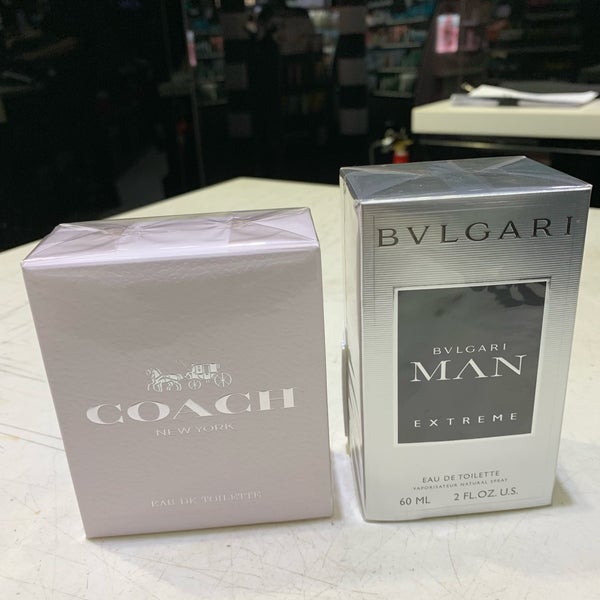 COACH
NEW YORK
EAU DE TOILETTE
BVLGARI
BVLGARI
MAN
EXTREME
EAU DE TOILETTE
VAPORISATEUR NATURAL SPRAY
60 ML 2 FL.OZ. U.S.